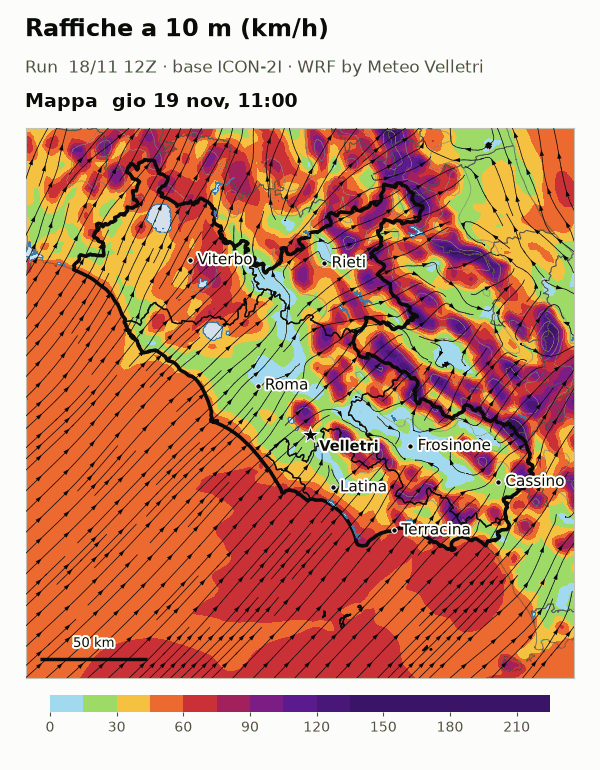 Raffiche a 10 m (km/h)
Run 18/11 12Z · base ICON-2I · WRF by Meteo Velletri
Mappa gio 19 nov, 11:00
Viterbo
Rieti
Roma
Velletri
Frosinone
Cassino
Latina
Terracina
50 km
0 30 60 90 120 150 180 210